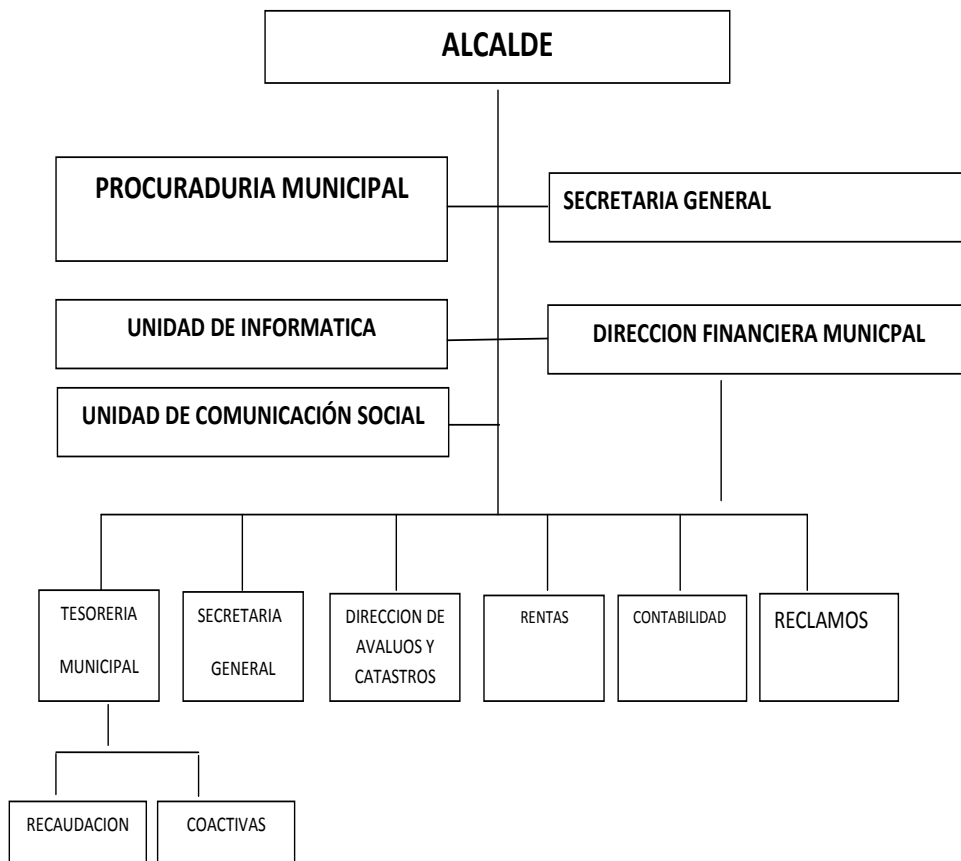 ALCALDE
PROCURADURIA MUNICIPAL
SECRETARIA GENERAL
UNIDAD DE INFORMATICA
DIRECCION FINANCIERA MUNICPAL
UNIDAD DE COMUNICACIÓN SOCIAL
TESORERIA
MUNICIPAL
SECRETARIA
GENERAL
DIRECCION DE
AVALUOS Y
CATASTROS
RENTAS
CONTABILIDAD
RECLAMOS
RECAUDACION
COACTIVAS